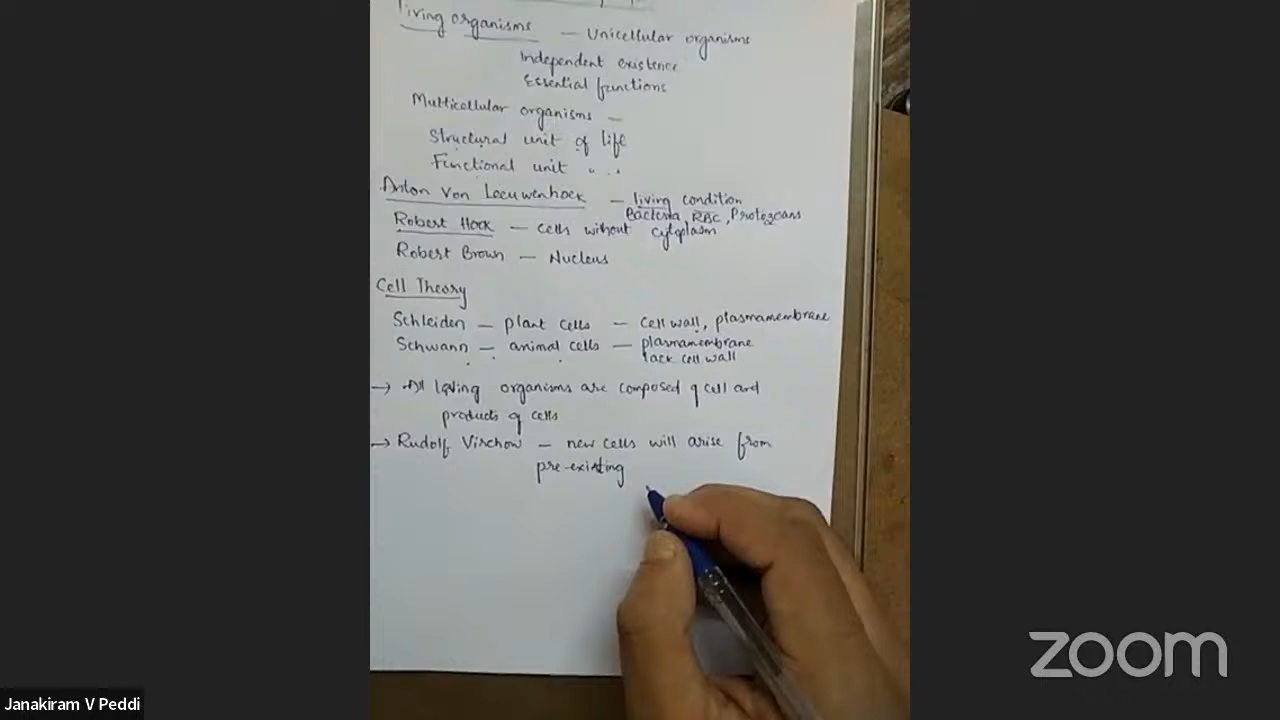 living organisms — Unicellular organisms
Independent existence
Essential functions
Multicellular organisms —
Structural unit of life
Functional unit " . .
Anton Von Leeuwenhoek — living condition
Bacteria, RBC, Protozoans
Robert Hook — cells without cytoplasm
Robert Brown — Nucleus
Cell Theory
Schleiden — plant cells — cell wall, plasmamembrane
Schwann — animal cells — plasmamembrane
lack cell wall
→ All living organisms are composed of cell and
products of cells
→ Rudolf Virchow — new cells will arise from
pre-existing
zoom
Janakiram V Peddi